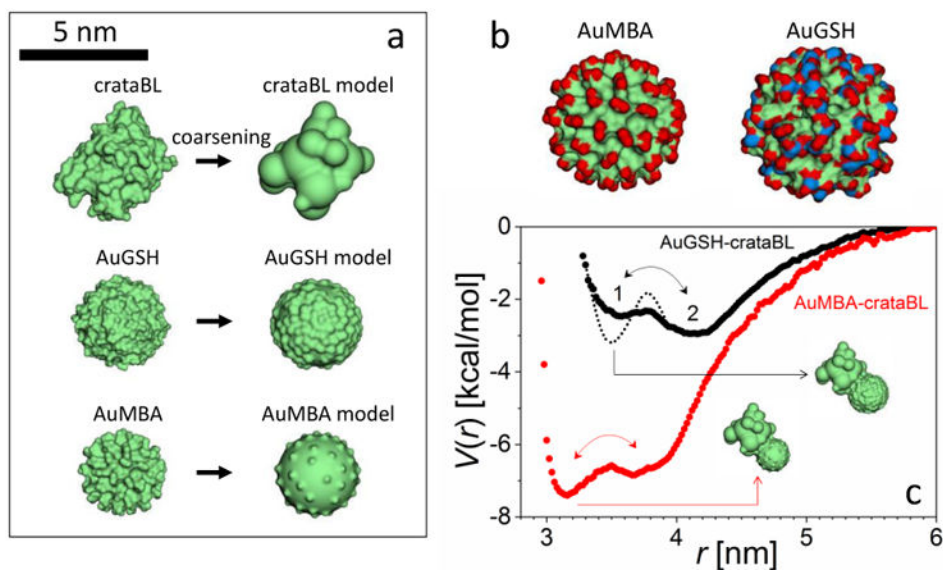 a
5 nm
crataBL
crataBL model
coarsening
AuGSH
AuGSH model
AuMBA
AuMBA model
b
AuMBA
AuGSH
0
-2
-4
-6
-8
V(r) [kcal/mol]
AuGSH-crataBL
1
2
AuMBA-crataBL
c
3
4
5
6
r [nm]